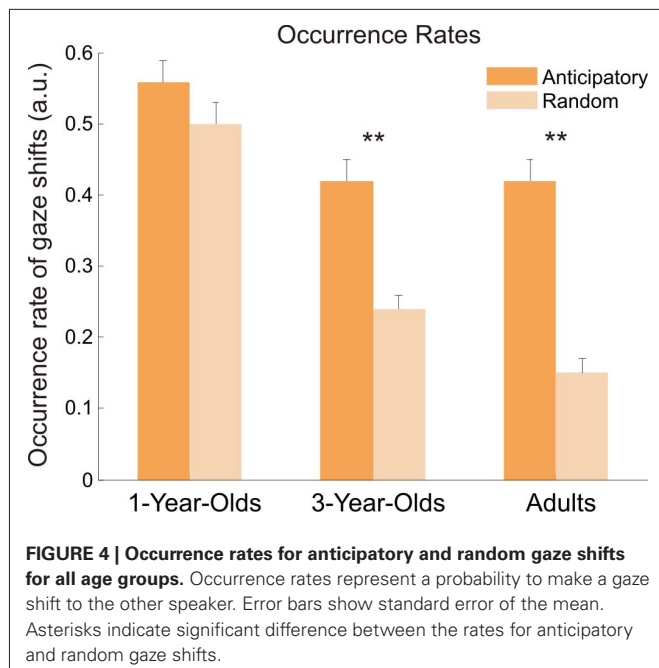 Occurrence Rates
Occurrence rate of gaze shifts (a.u.)
0.6
0.5
0.4
0.3
0.2
0.1
0
Anticipatory
Random
**
**
1-Year-Olds 3-Year-Olds Adults
FIGURE 4 | Occurrence rates for anticipatory and random gaze shifts
for all age groups. Occurrence rates represent a probability to make a gaze
shift to the other speaker. Error bars show standard error of the mean.
Asterisks indicate significant difference between the rates for anticipatory
and random gaze shifts.